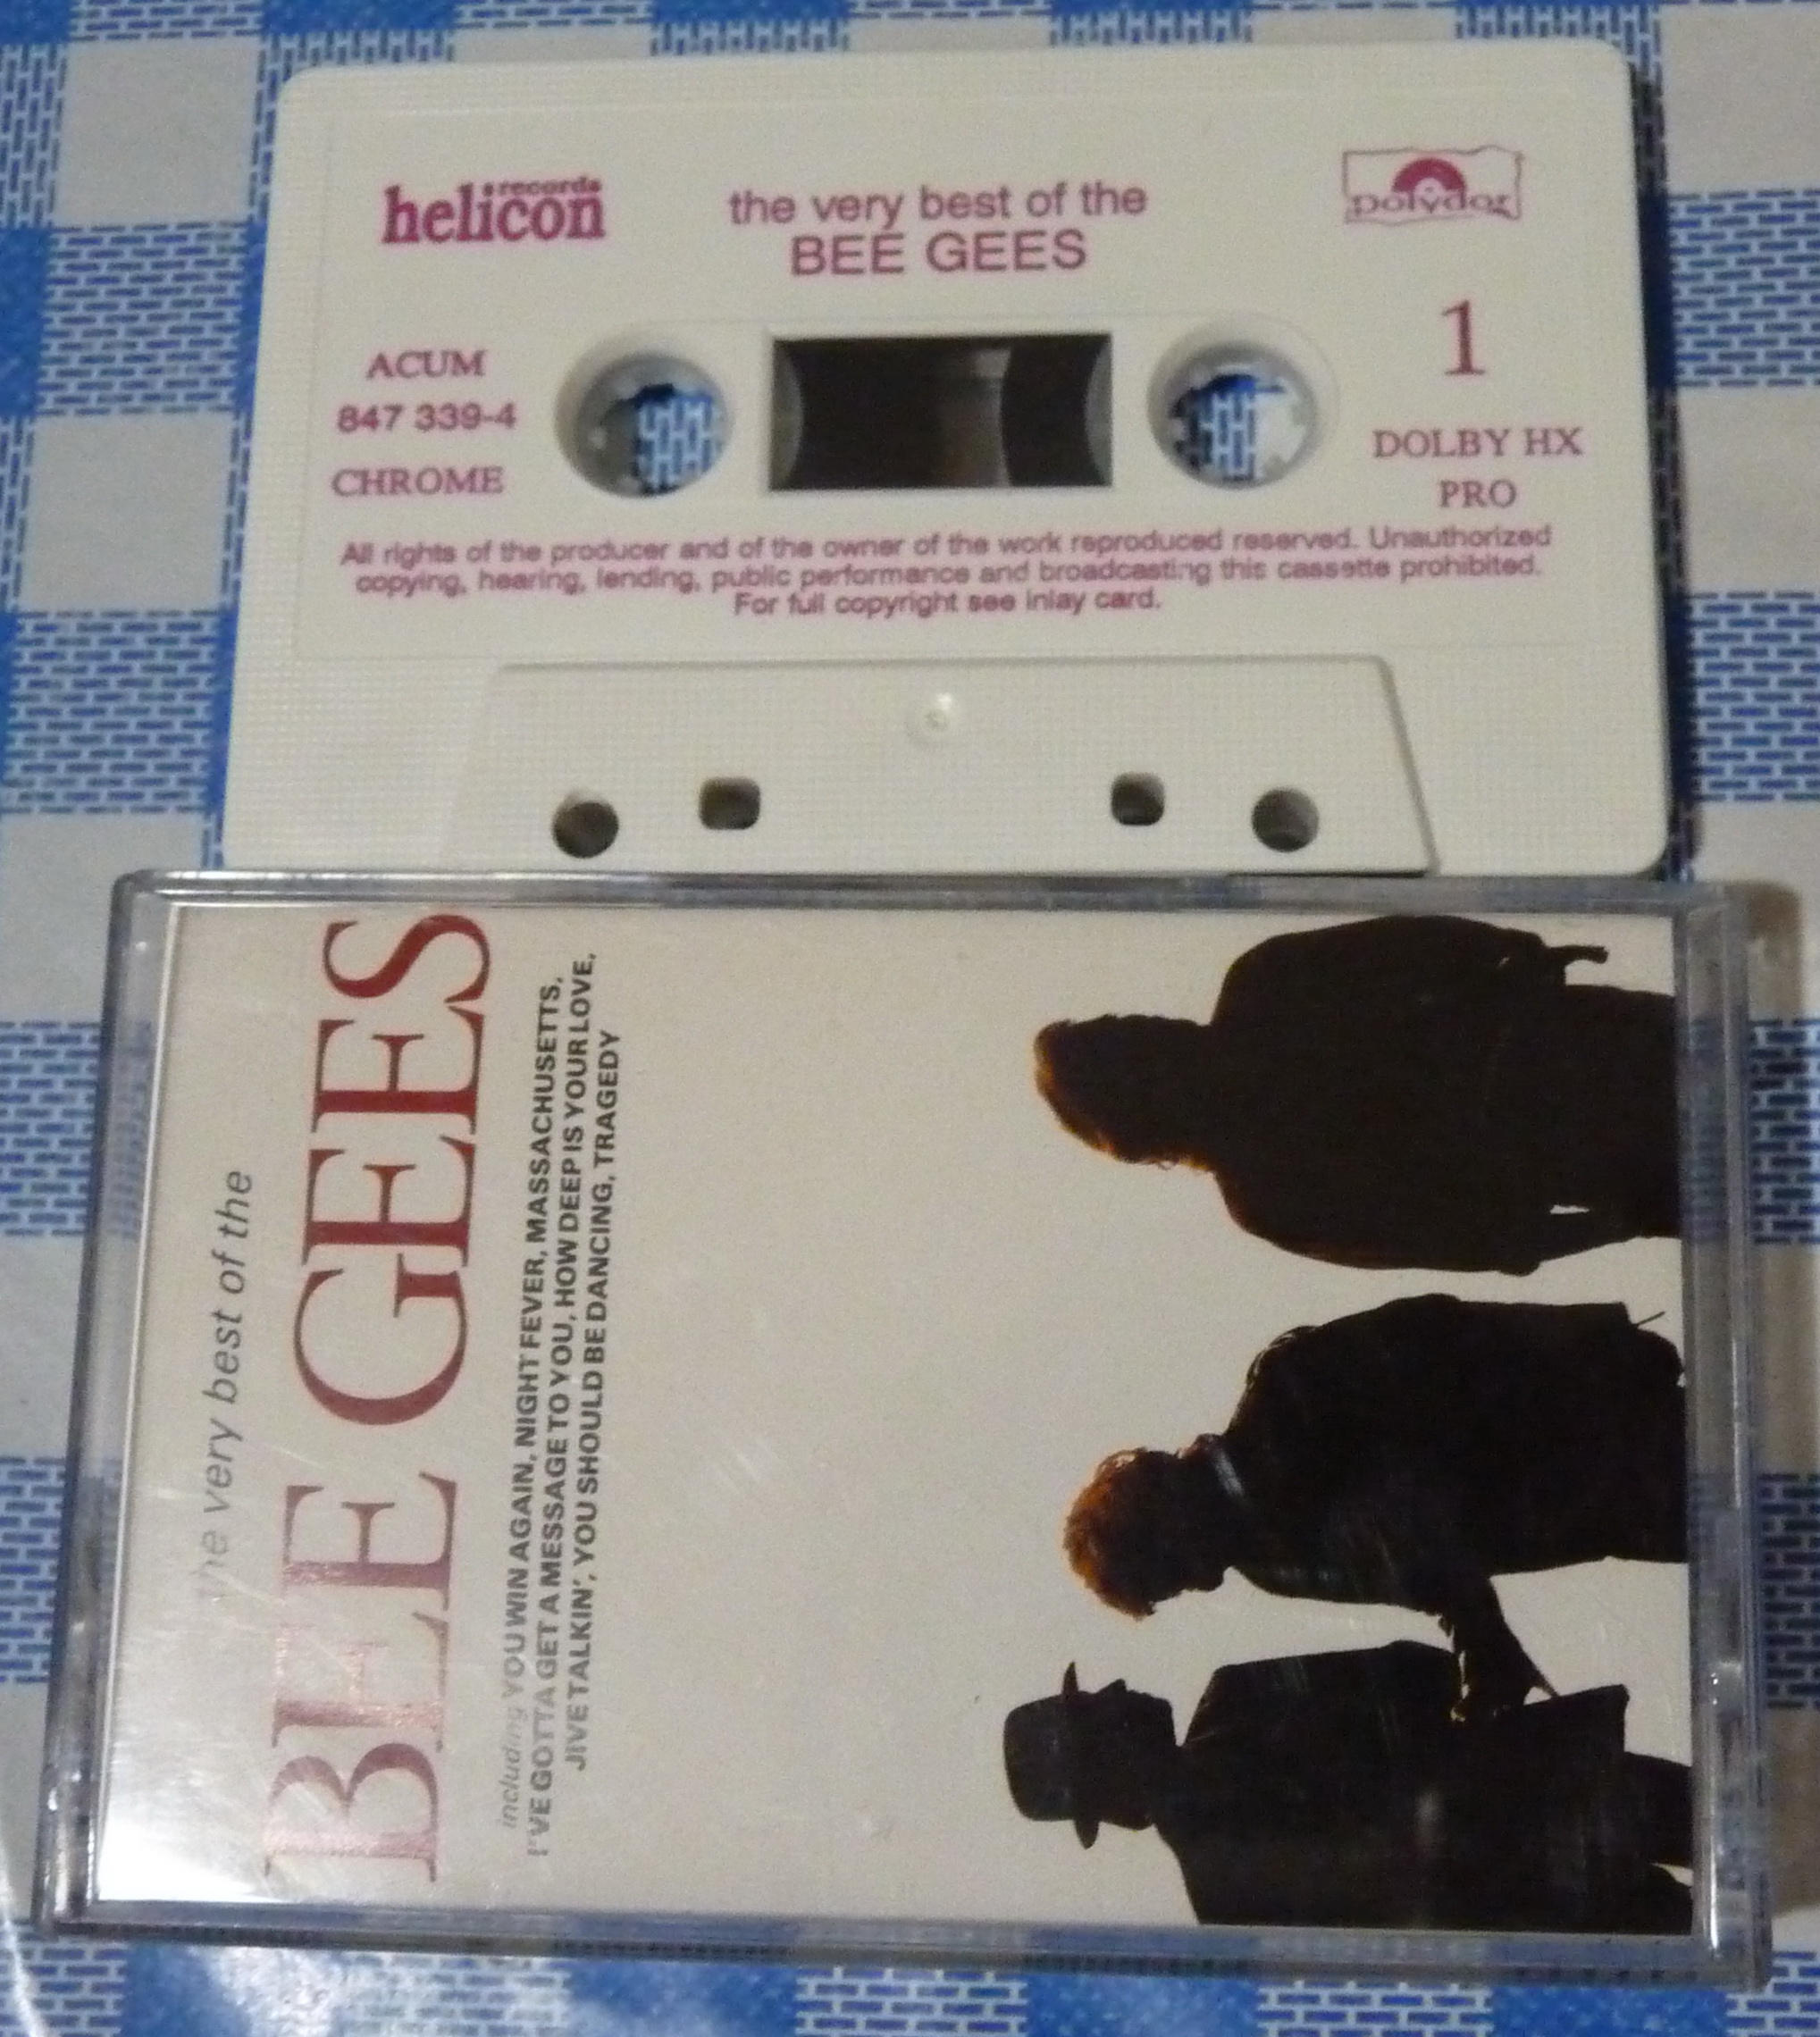 records
helicon
the very best of the
BEE GEES
polydor
ACUM
847 339-4
CHROME
1
DOLBY HX
PRO
All rights of the producer and of the owner of the work reproduced reserved. Unauthorized
copying, hearing, lending, public performance and broadcasting this cassette prohibited.
For full copyright see inlay card.
the very best of the
BEE GEES
including YOU WIN AGAIN, NIGHT FEVER, MASSACHUSETTS,
I'VE GOTTA GET A MESSAGE TO YOU, HOW DEEP IS YOUR LOVE,
JIVE TALKIN', YOU SHOULD BE DANCING, TRAGEDY